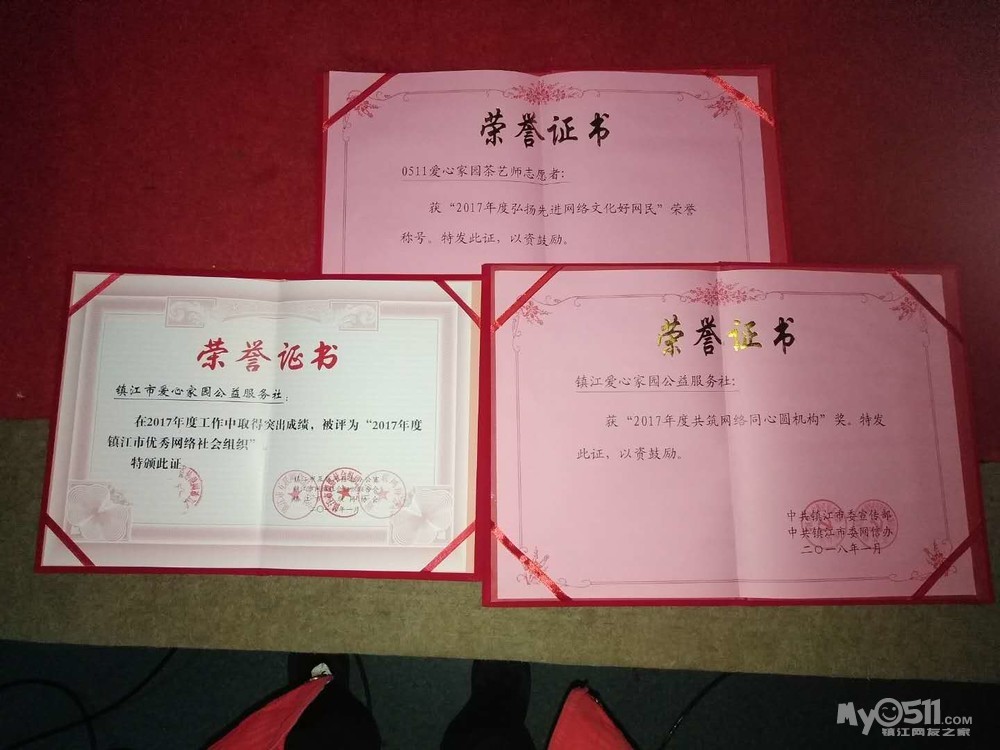 荣誉证书
0511爱心家园茶艺师志愿者:
获“2017年度弘扬先进网络文化好网民”荣誉
称号。特发此证，以资鼓励。
荣誉证书
镇江市爱心家园公益服务社:
在2017年度工作中取得突出成绩，被评为“2017年度
镇江市优秀网络社会组织”
特颁此证
荣誉证书
镇江爱心家园公益服务社:
获“2017年度共筑网络同心圆机构”奖。特发
此证，以资鼓励。
中共镇江市委宣传部
中共镇江市委网信办
二〇一八年一月
My0511.COM
镇江网友之家